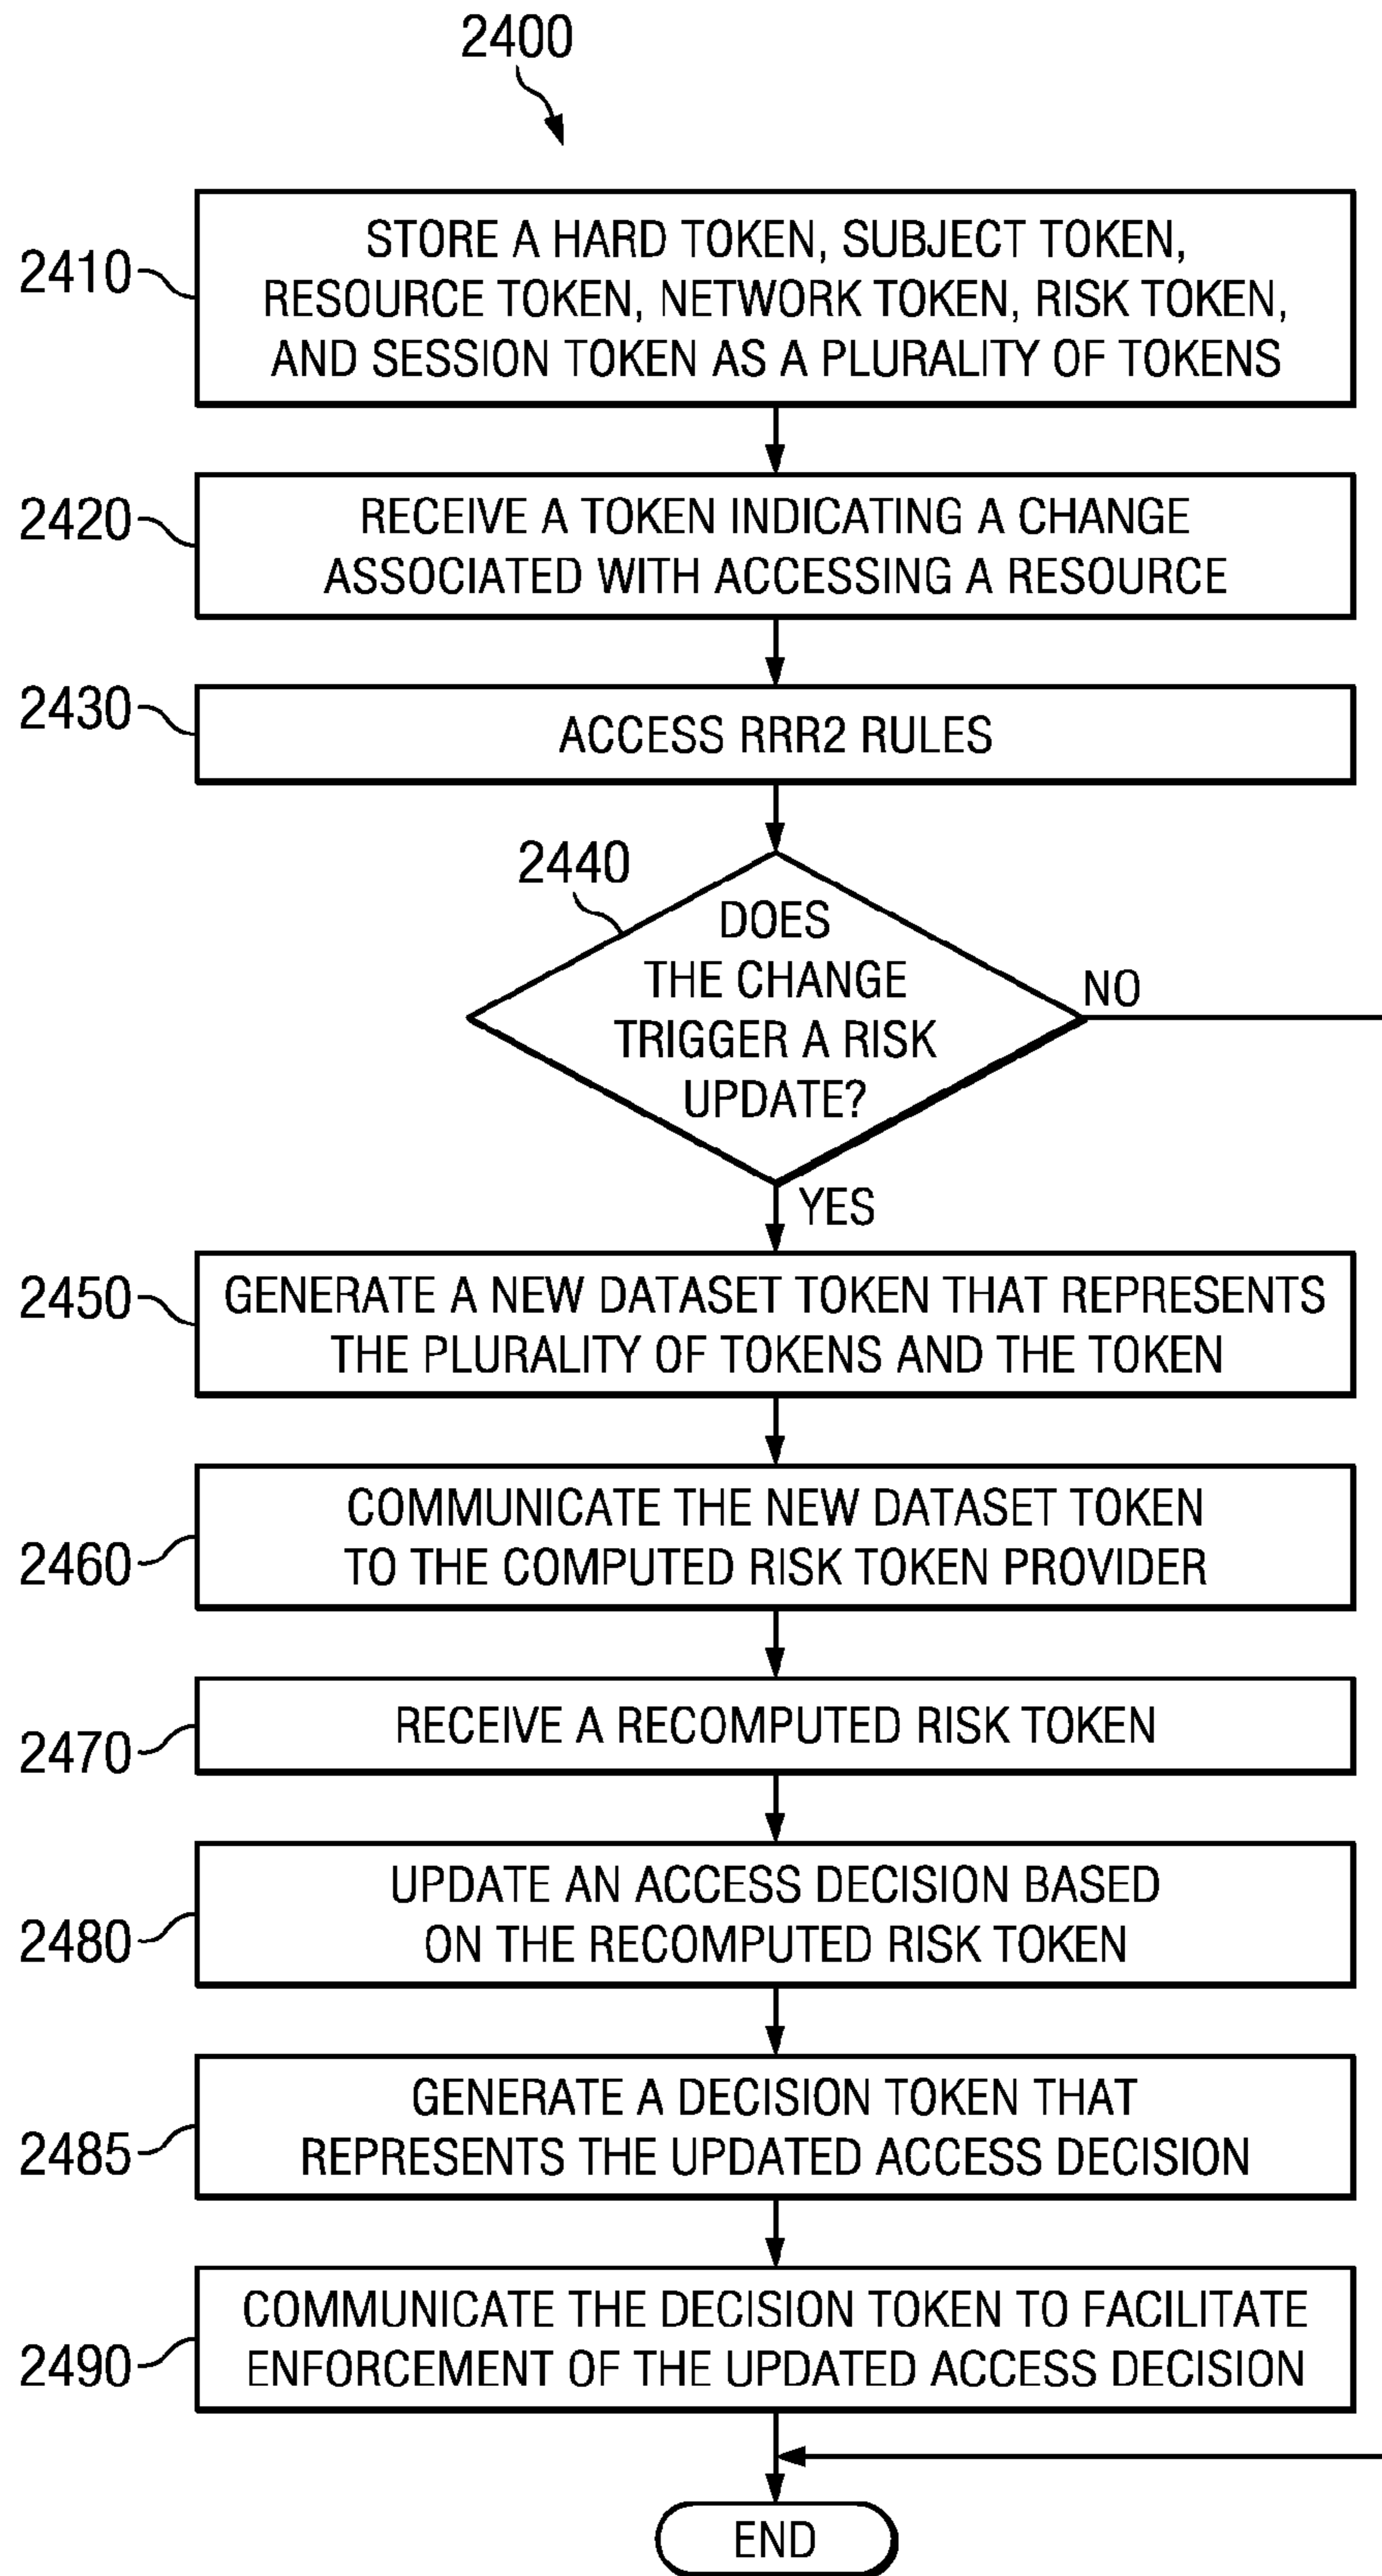 2400
2410
STORE A HARD TOKEN, SUBJECT TOKEN,
RESOURCE TOKEN, NETWORK TOKEN, RISK TOKEN,
AND SESSION TOKEN AS A PLURALITY OF TOKENS
2420
RECEIVE A TOKEN INDICATING A CHANGE
ASSOCIATED WITH ACCESSING A RESOURCE
2430
ACCESS RRR2 RULES
2440
DOES
THE CHANGE
TRIGGER A RISK
UPDATE?
NO
YES
2450
GENERATE A NEW DATASET TOKEN THAT REPRESENTS
THE PLURALITY OF TOKENS AND THE TOKEN
2460
COMMUNICATE THE NEW DATASET TOKEN
TO THE COMPUTED RISK TOKEN PROVIDER
2470
RECEIVE A RECOMPUTED RISK TOKEN
2480
UPDATE AN ACCESS DECISION BASED
ON THE RECOMPUTED RISK TOKEN
2485
GENERATE A DECISION TOKEN THAT
REPRESENTS THE UPDATED ACCESS DECISION
2490
COMMUNICATE THE DECISION TOKEN TO FACILITATE
ENFORCEMENT OF THE UPDATED ACCESS DECISION
END